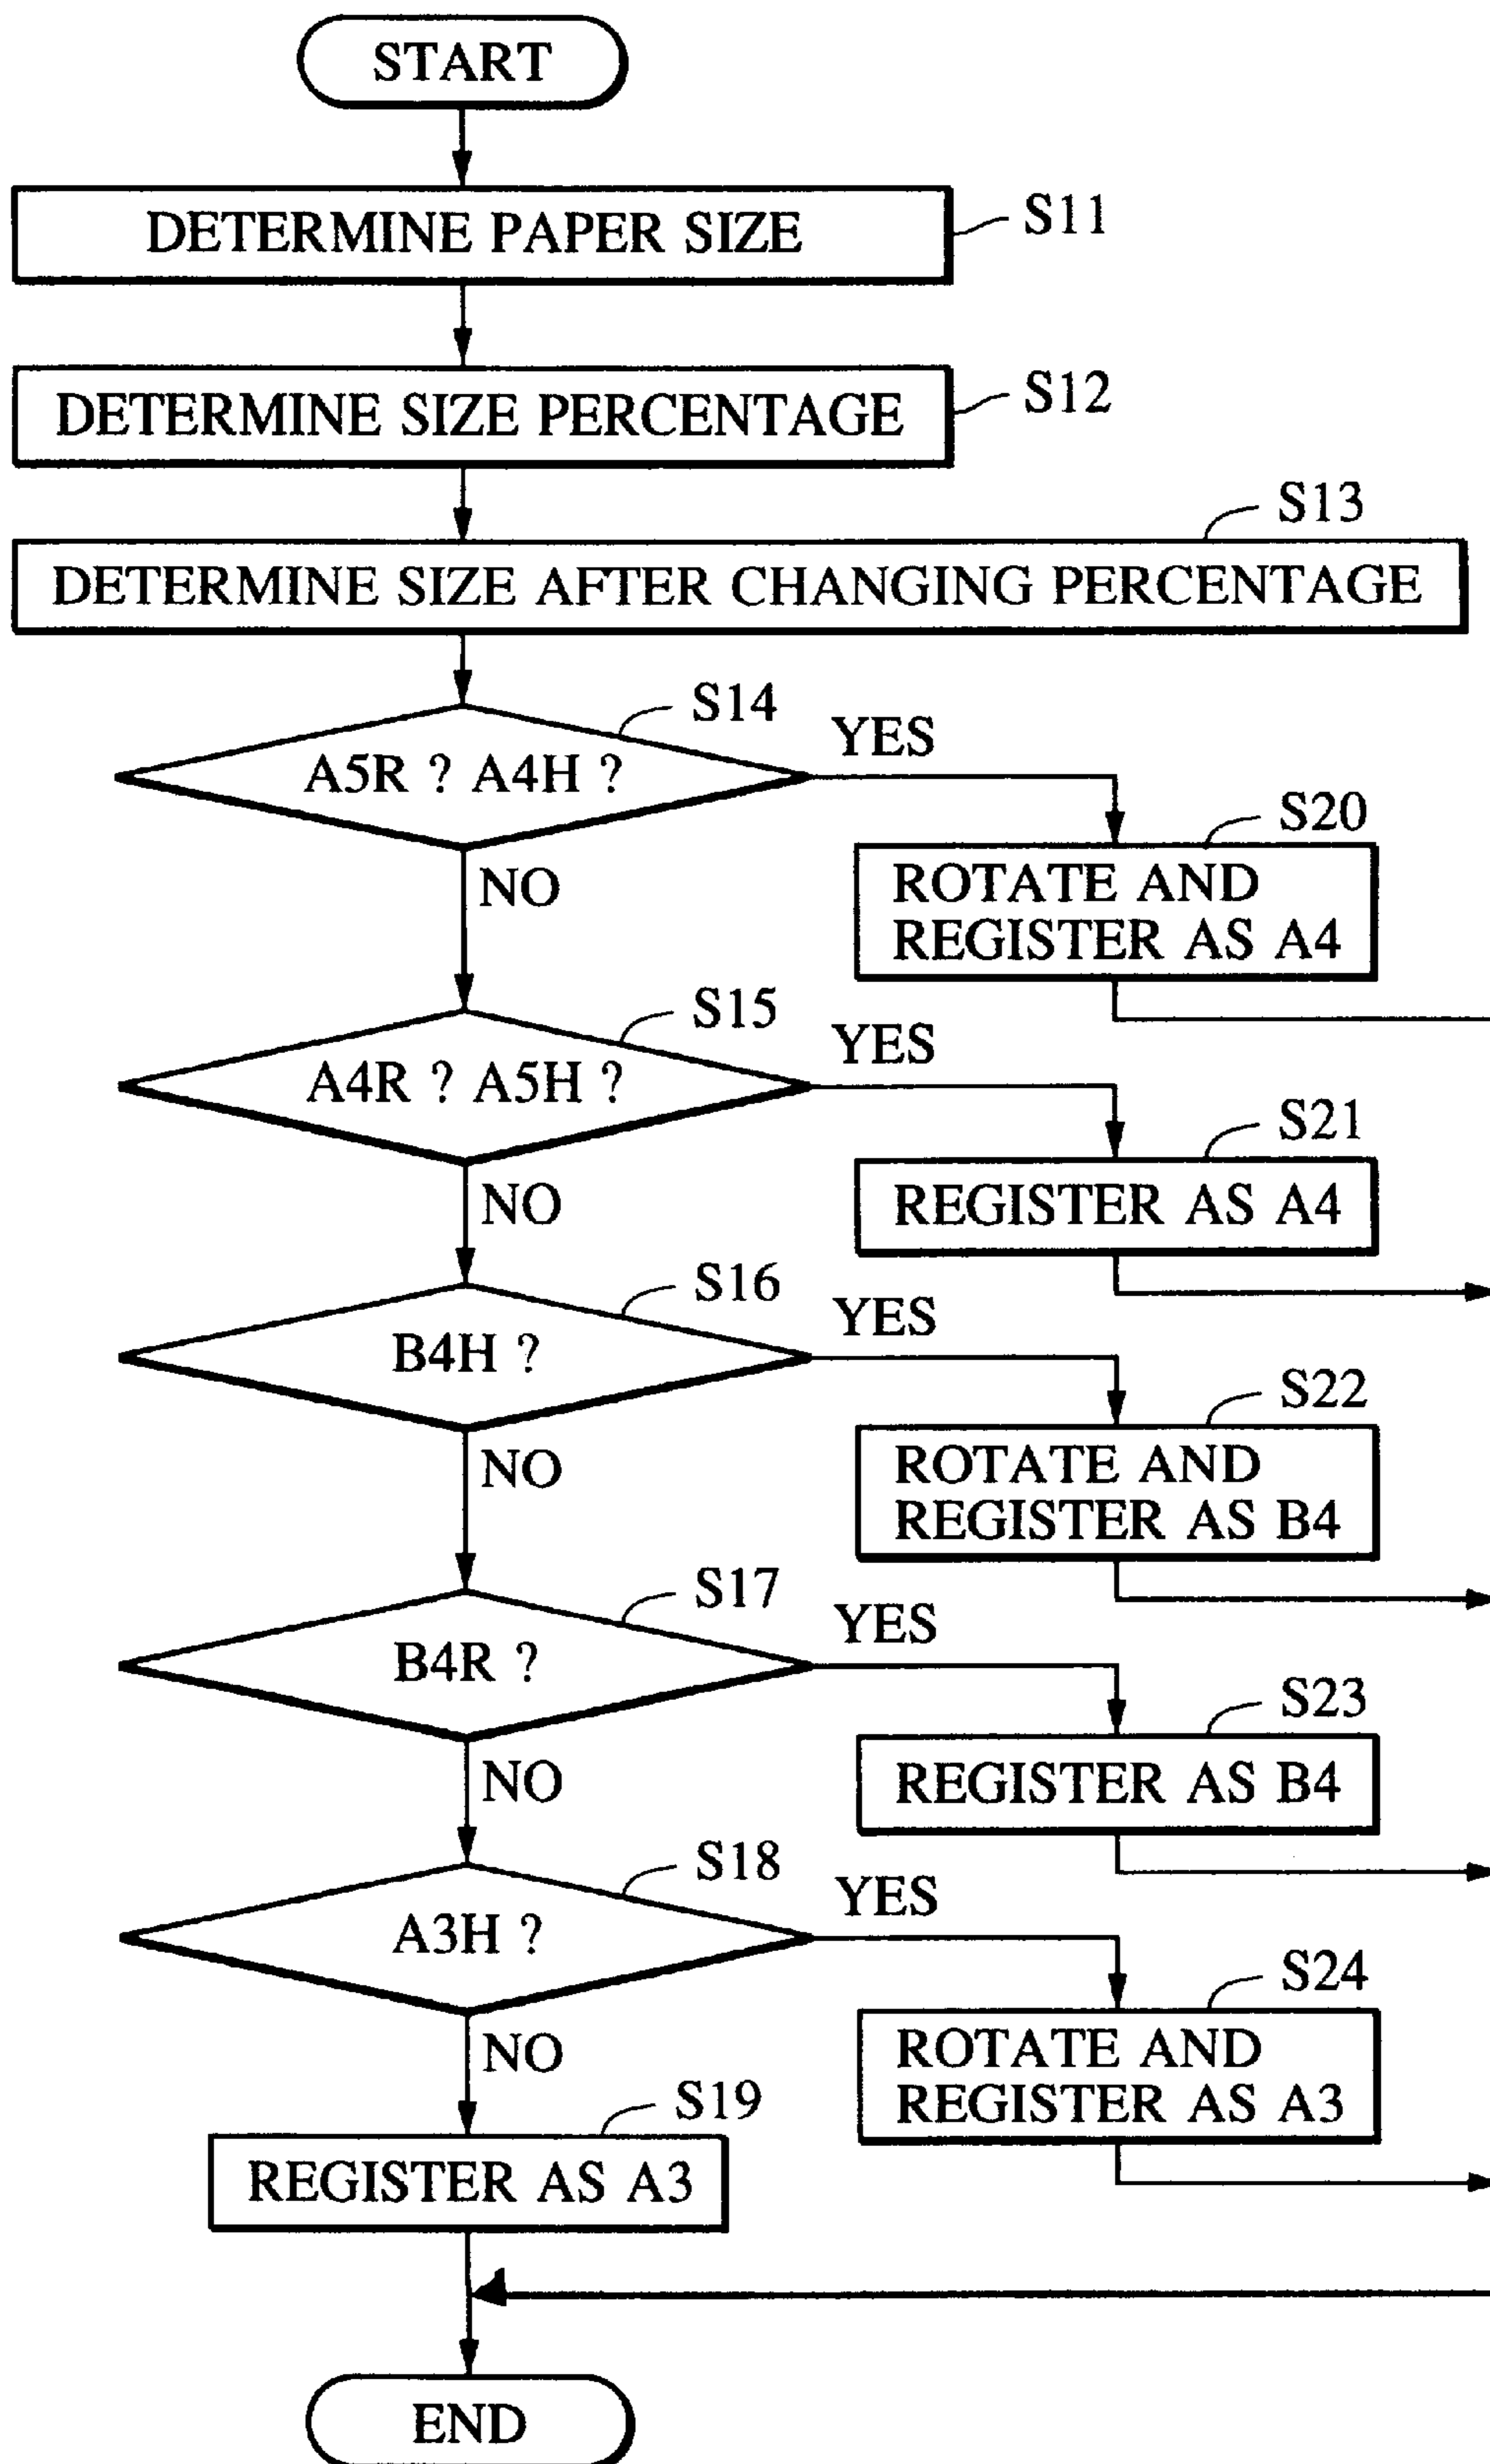 START
DETERMINE PAPER SIZE
S11
DETERMINE SIZE PERCENTAGE
S12
S13
DETERMINE SIZE AFTER CHANGING PERCENTAGE
S14
A5R ? A4H ?
YES
NO
S20
ROTATE AND
REGISTER AS A4
S15
A4R ? A5H ?
YES
NO
S21
REGISTER AS A4
S16
B4H ?
YES
NO
S22
ROTATE AND
REGISTER AS B4
S17
B4R ?
YES
NO
S23
REGISTER AS B4
S18
A3H ?
YES
NO
S24
ROTATE AND
REGISTER AS A3
S19
REGISTER AS A3
END